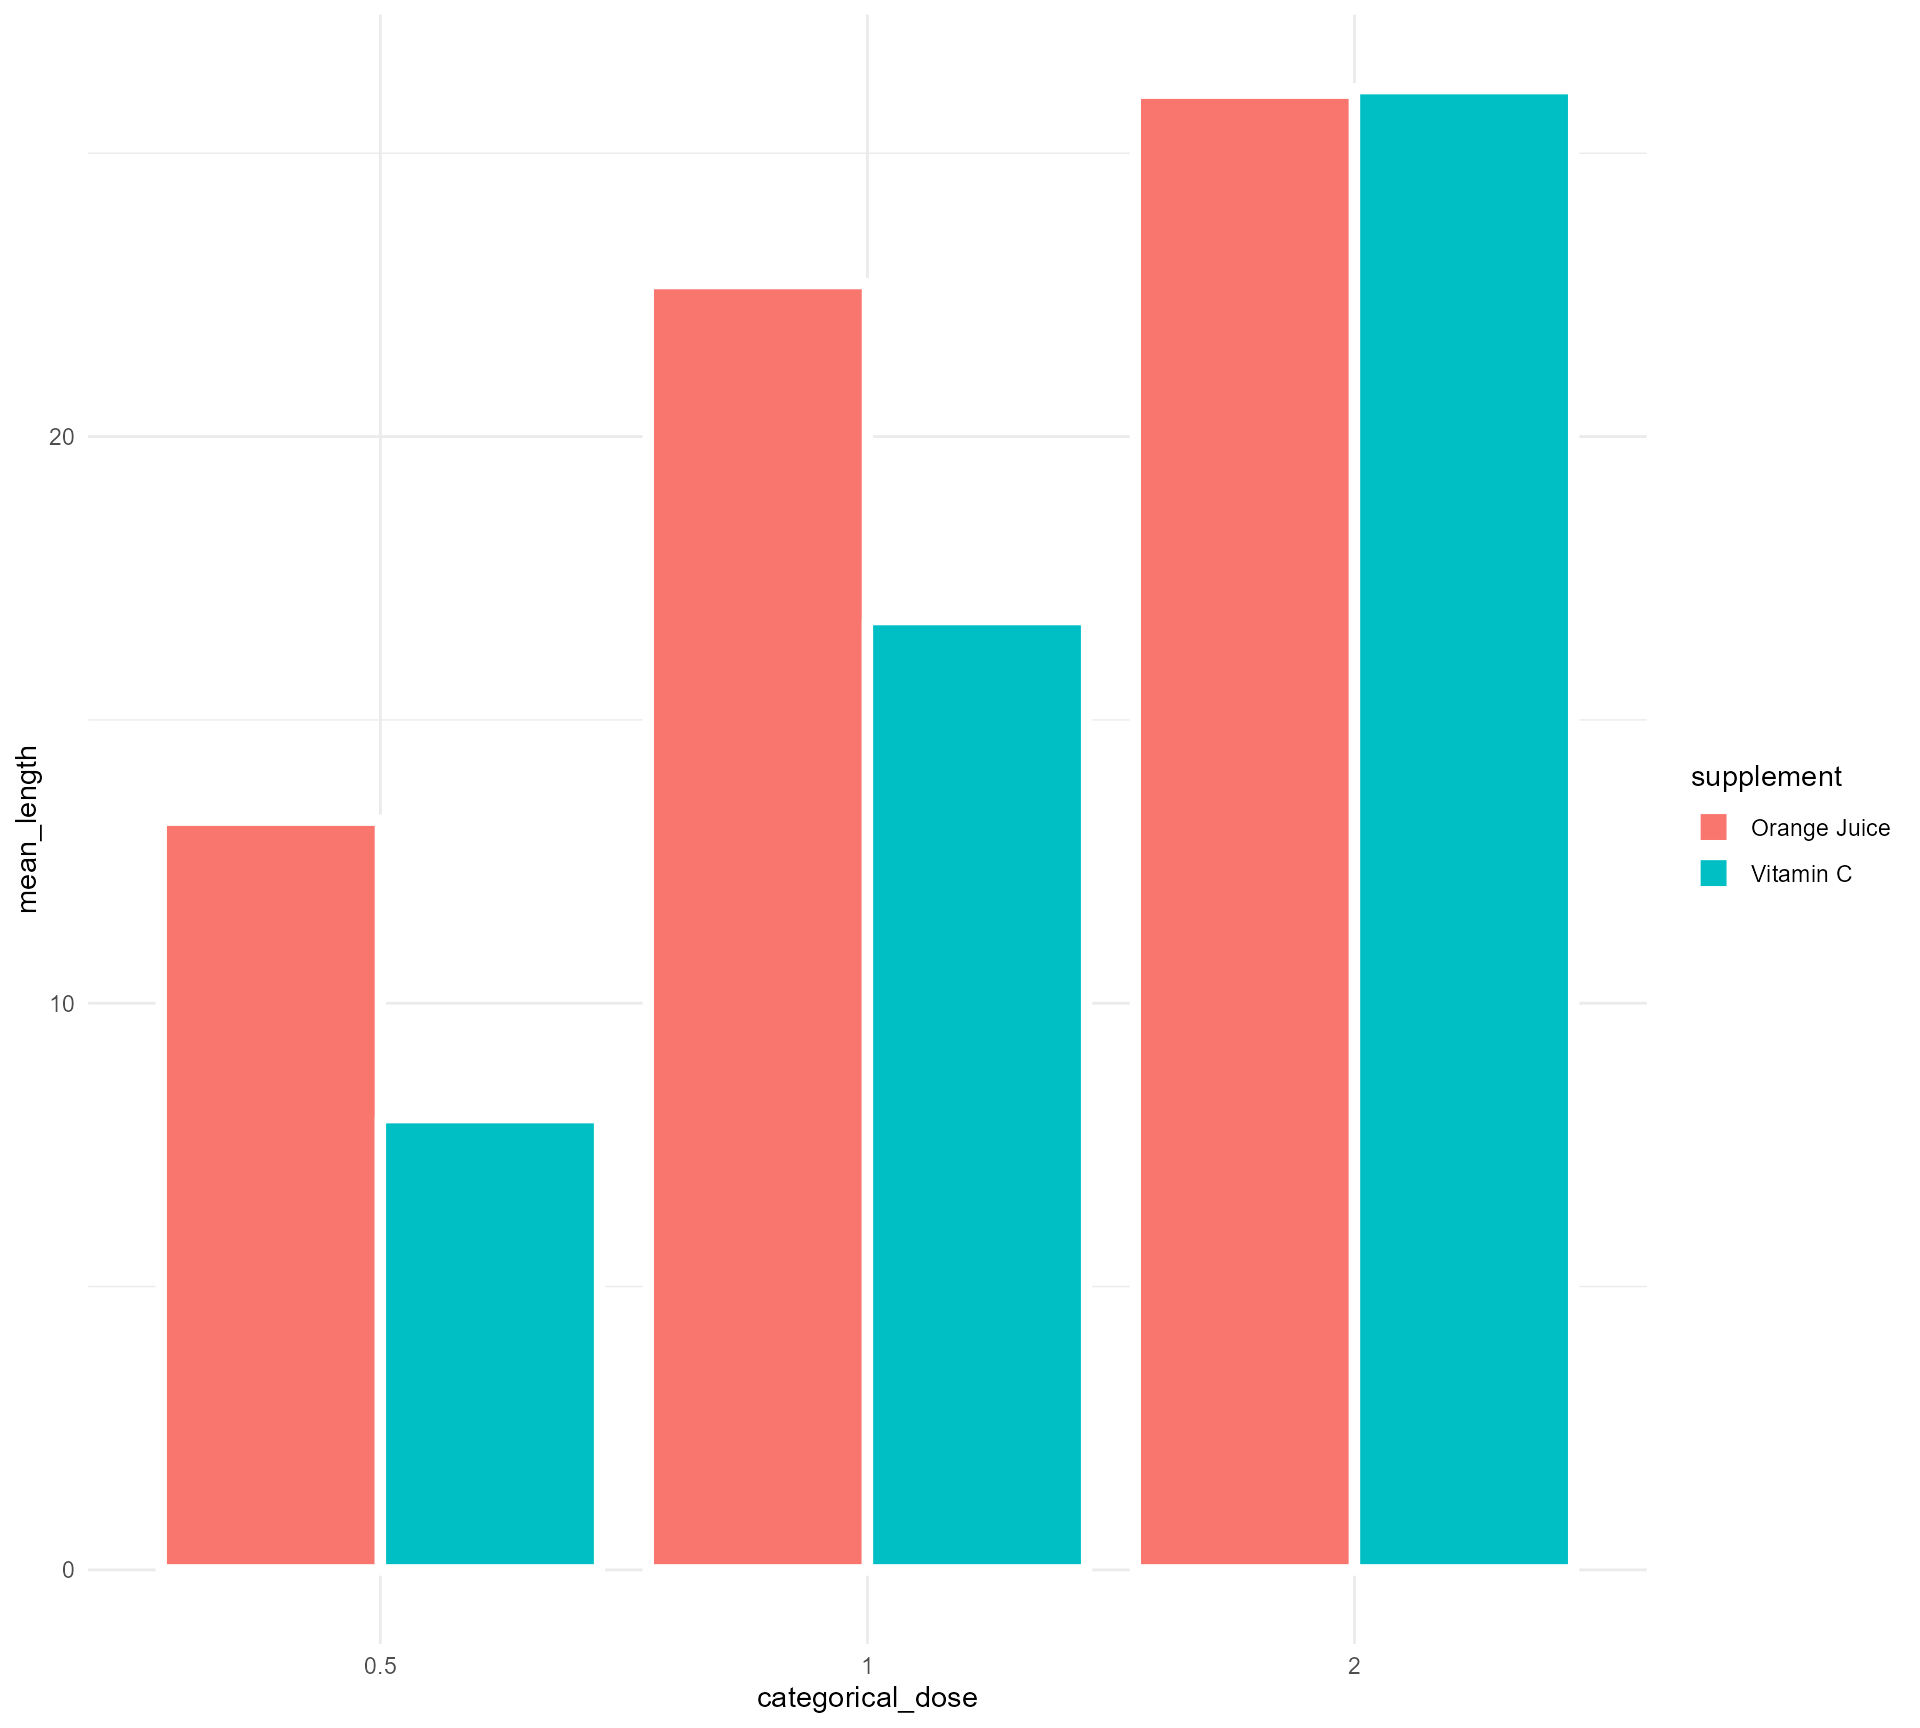 20
10
0
mean_length
0.5
1
2
categorical_dose
supplement
Orange Juice
Vitamin C